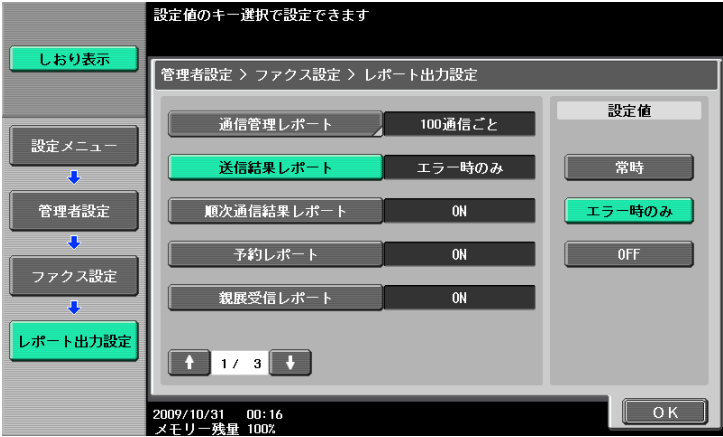 設定値のキー選択で設定できます
しおり表示
設定メニュー
管理者設定
ファクス設定
レポート出力設定
管理者設定 > ファクス設定 > レポート出力設定
通信管理レポート 100通信ごと
送信結果レポート エラー時のみ
順次通信結果レポート ON
予約レポート ON
親展受信レポート ON
↑ 1/ 3 ↓
設定値
常時
エラー時のみ
OFF
2009/10/31 00:16
メモリー残量 100%
OK